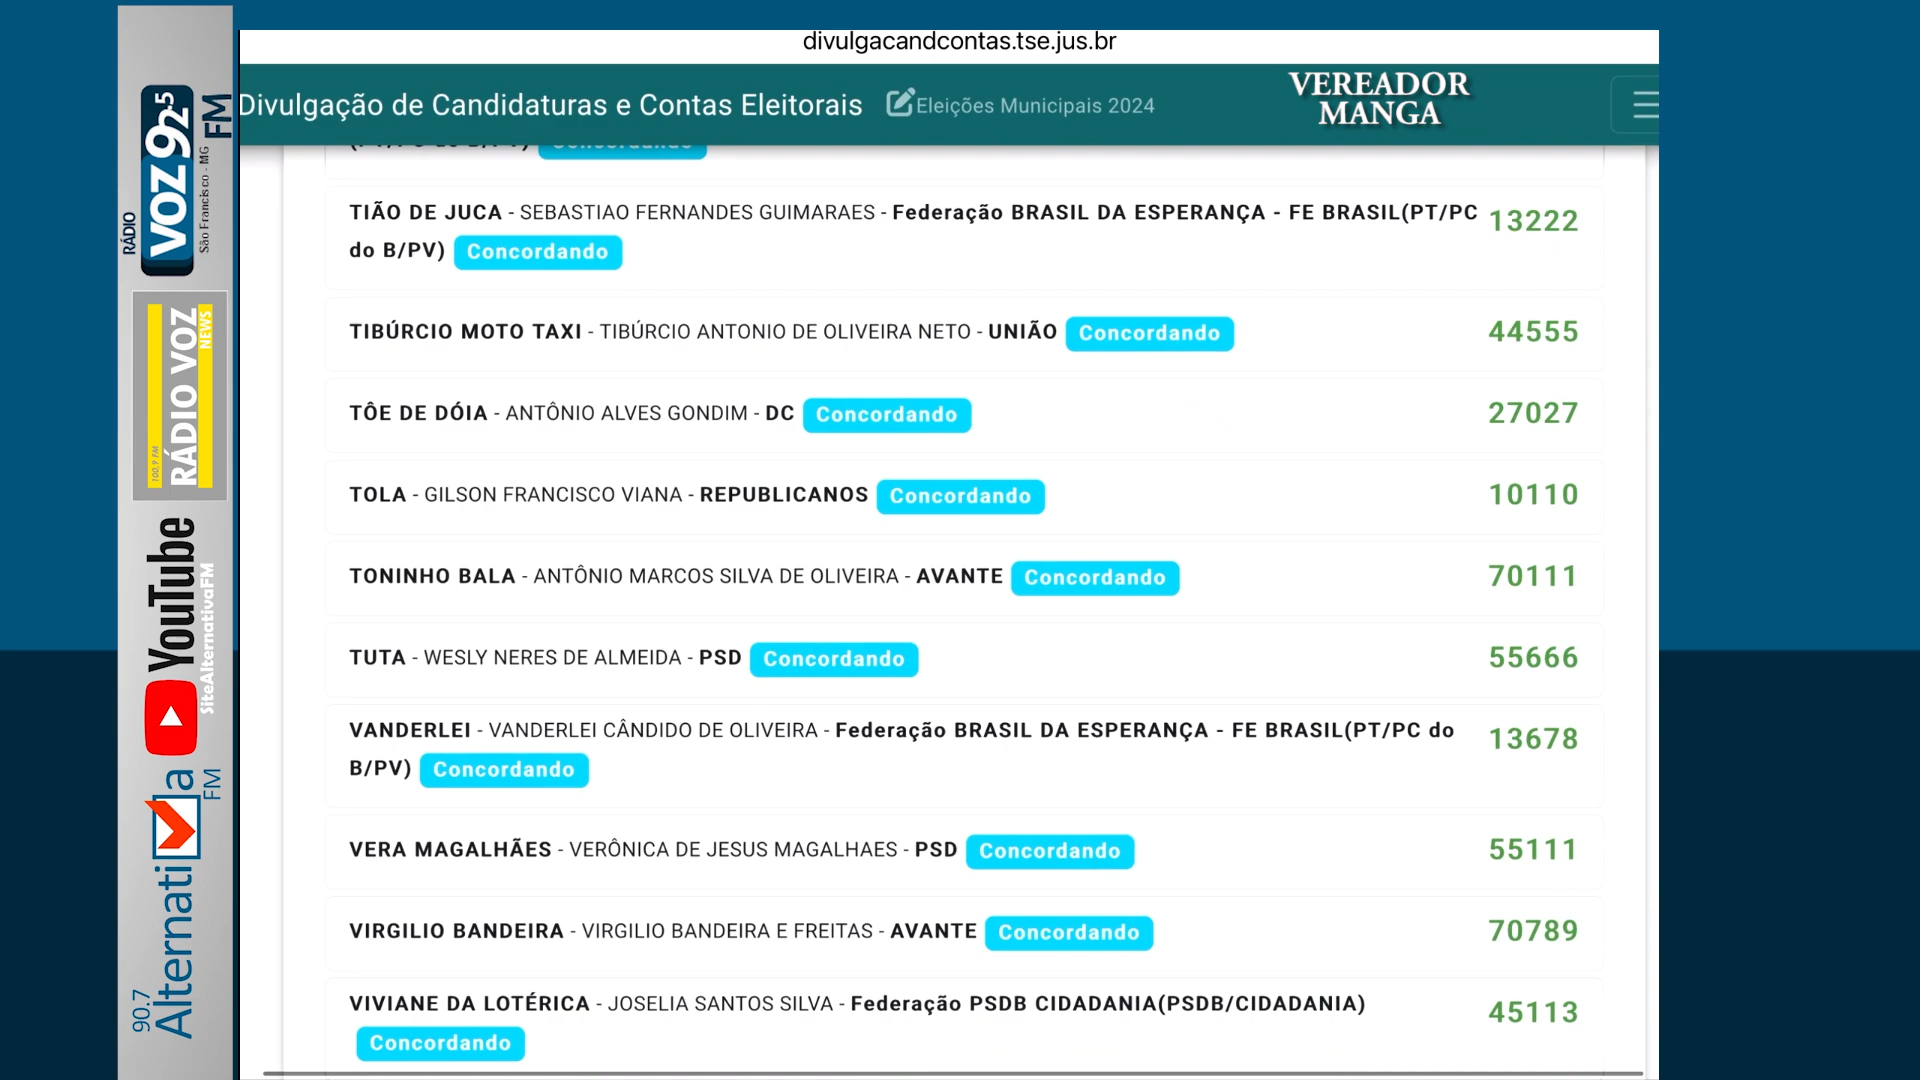 divulgacandcontas.tse.jus.br
Divulgação de Candidaturas e Contas Eleitorais Eleições Municipais 2024
VEREADOR
MANGA
Concordando
TIÃO DE JUCA - SEBASTIAO FERNANDES GUIMARAES - Federação BRASIL DA ESPERANÇA - FE BRASIL(PT/PC 13222
do B/PV) Concordando
TIBÚRCIO MOTO TAXI - TIBÚRCIO ANTONIO DE OLIVEIRA NETO - UNIÃO Concordando 44555
TÔE DE DÓIA - ANTÔNIO ALVES GONDIM - DC Concordando 27027
TOLA - GILSON FRANCISCO VIANA - REPUBLICANOS Concordando 10110
TONINHO BALA - ANTÔNIO MARCOS SILVA DE OLIVEIRA - AVANTE Concordando 70111
TUTA - WESLY NERES DE ALMEIDA - PSD Concordando 55666
VANDERLEI - VANDERLEI CÂNDIDO DE OLIVEIRA - Federação BRASIL DA ESPERANÇA - FE BRASIL(PT/PC do 13678
B/PV) Concordando
VERA MAGALHÃES - VERÔNICA DE JESUS MAGALHAES - PSD Concordando 55111
VIRGILIO BANDEIRA - VIRGILIO BANDEIRA E FREITAS - AVANTE Concordando 70789
VIVIANE DA LOTÉRICA - JOSELIA SANTOS SILVA - Federação PSDB CIDADANIA(PSDB/CIDADANIA) 45113
Concordando
RÁDIO
VOZ 92,5 FM
São Francisco - MG
100,9 FM
RÁDIO VOZ
NEWS
YouTube
SiteAlternativaFM
90.7
Alternativa
FM